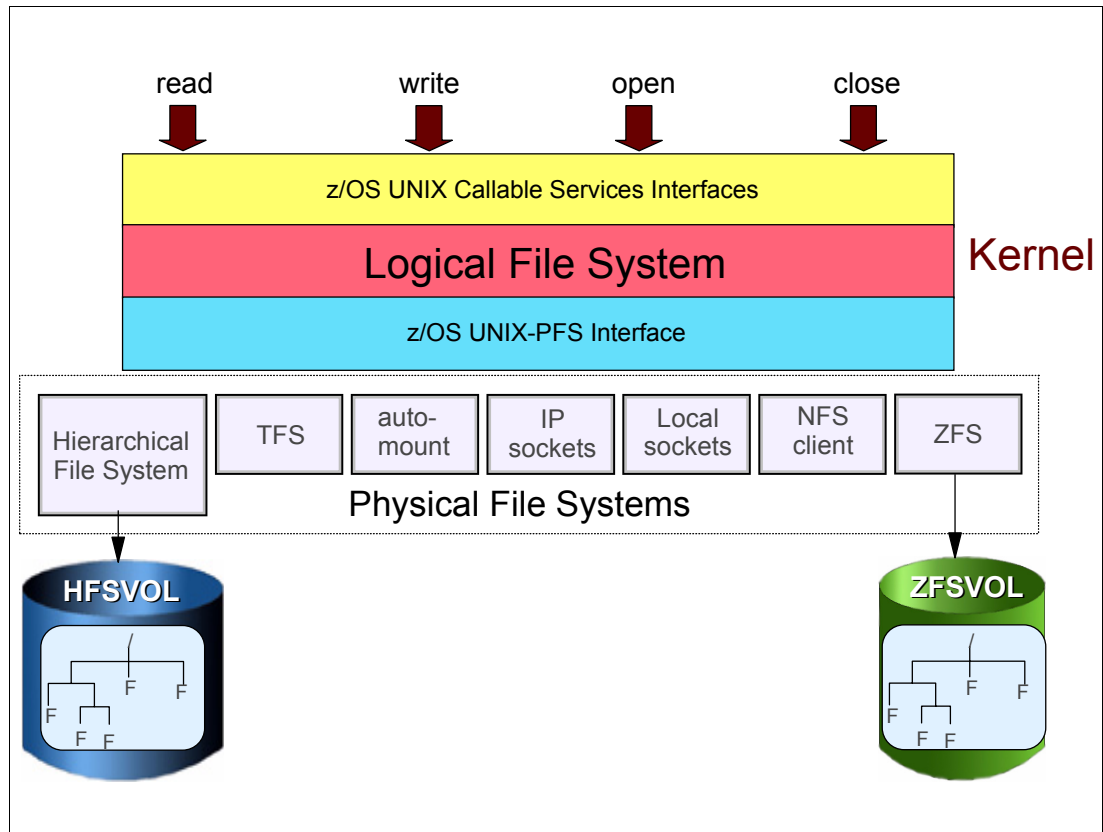 read write open close
z/OS UNIX Callable Services Interfaces
Logical File System
Kernel
z/OS UNIX-PFS Interface
Hierarchical
File System
TFS
auto-
mount
IP
sockets
Local
sockets
NFS
client
ZFS
Physical File Systems
HFSVOL
/
F
F
F
F F
ZFSVOL
/
F
F
F
F F